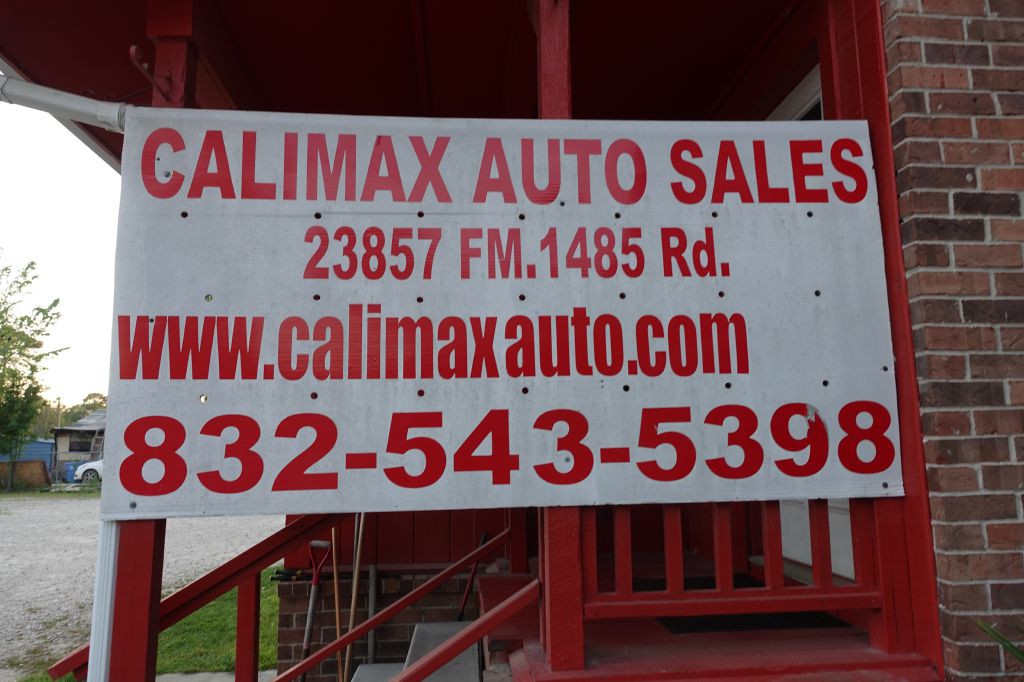 CALIMAX AUTO SALES
23857 FM.1485 Rd.
www.calimaxauto.com
832-543-5398